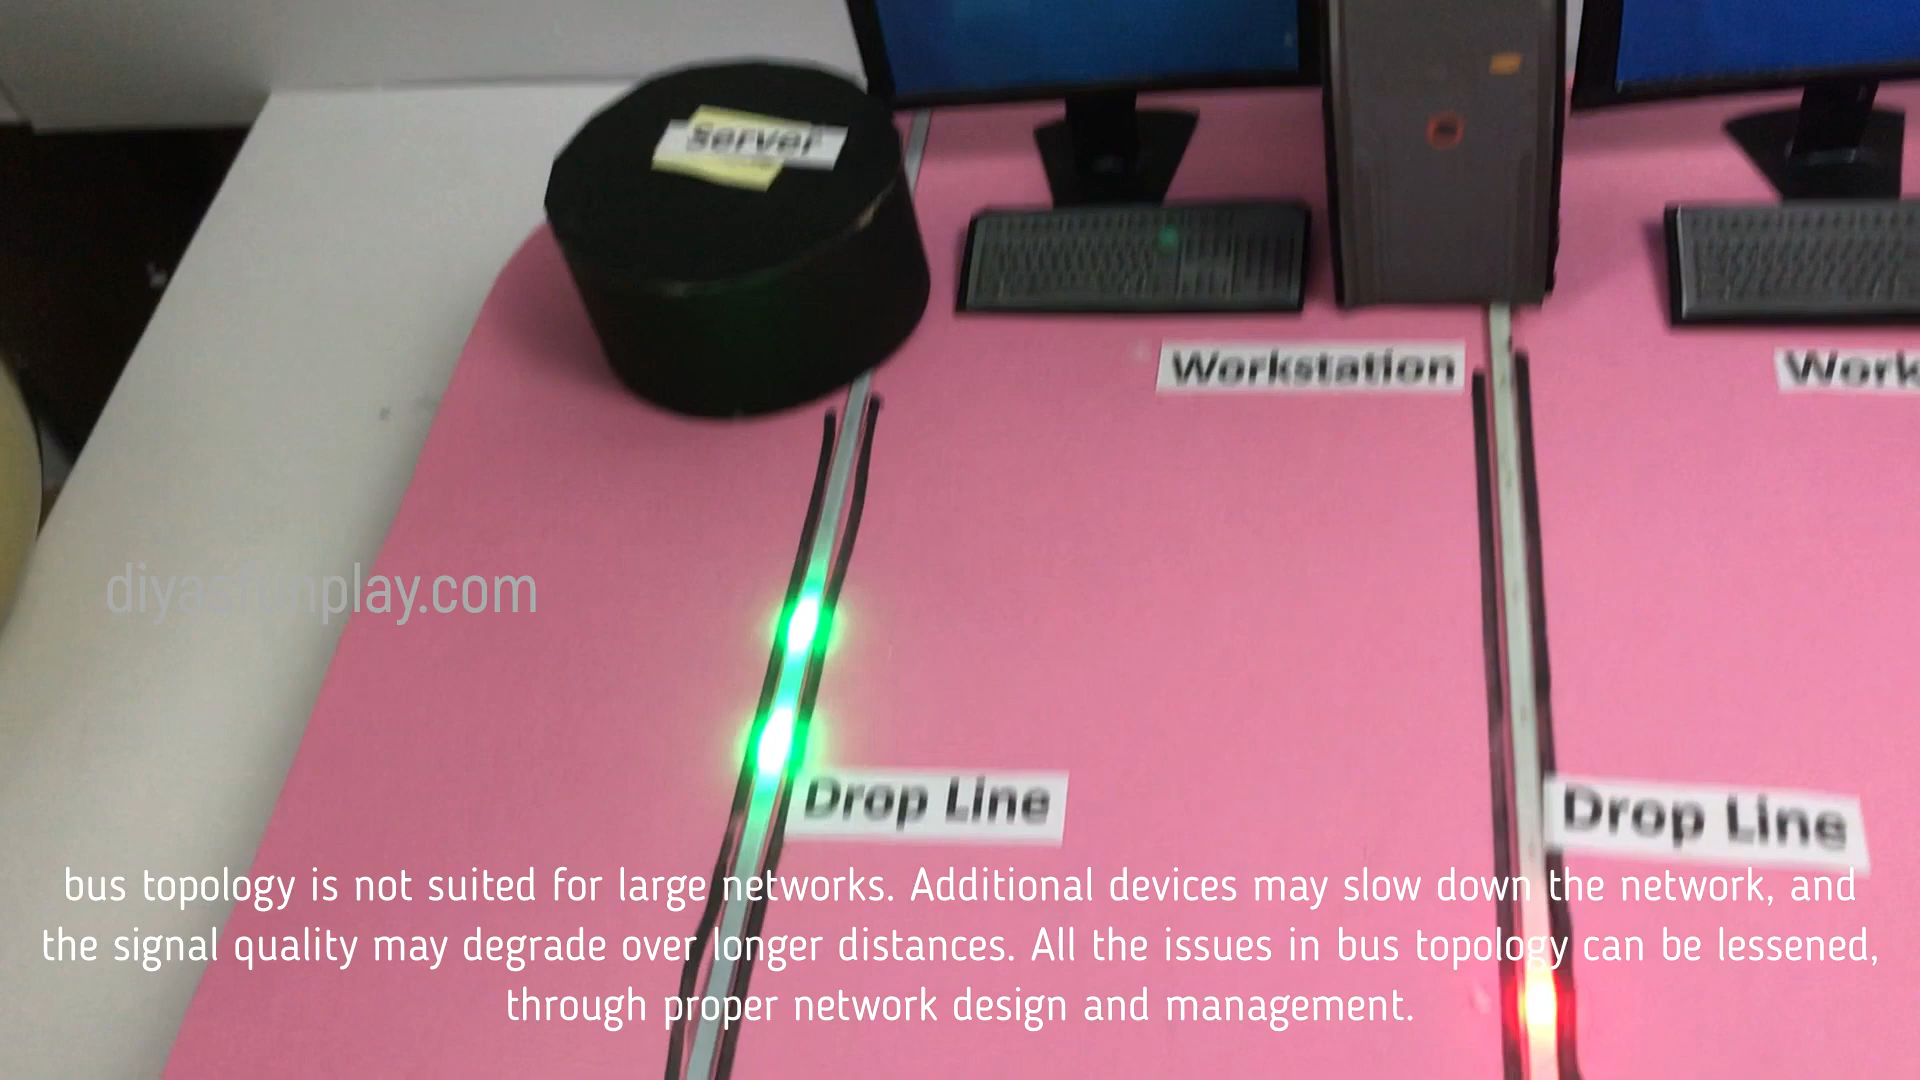 Server
Workstation
Work
diyasfunplay.com
Drop Line
Drop Line
bus topology is not suited for large networks. Additional devices may slow down the network, and
the signal quality may degrade over longer distances. All the issues in bus topology can be lessened,
through proper network design and management.